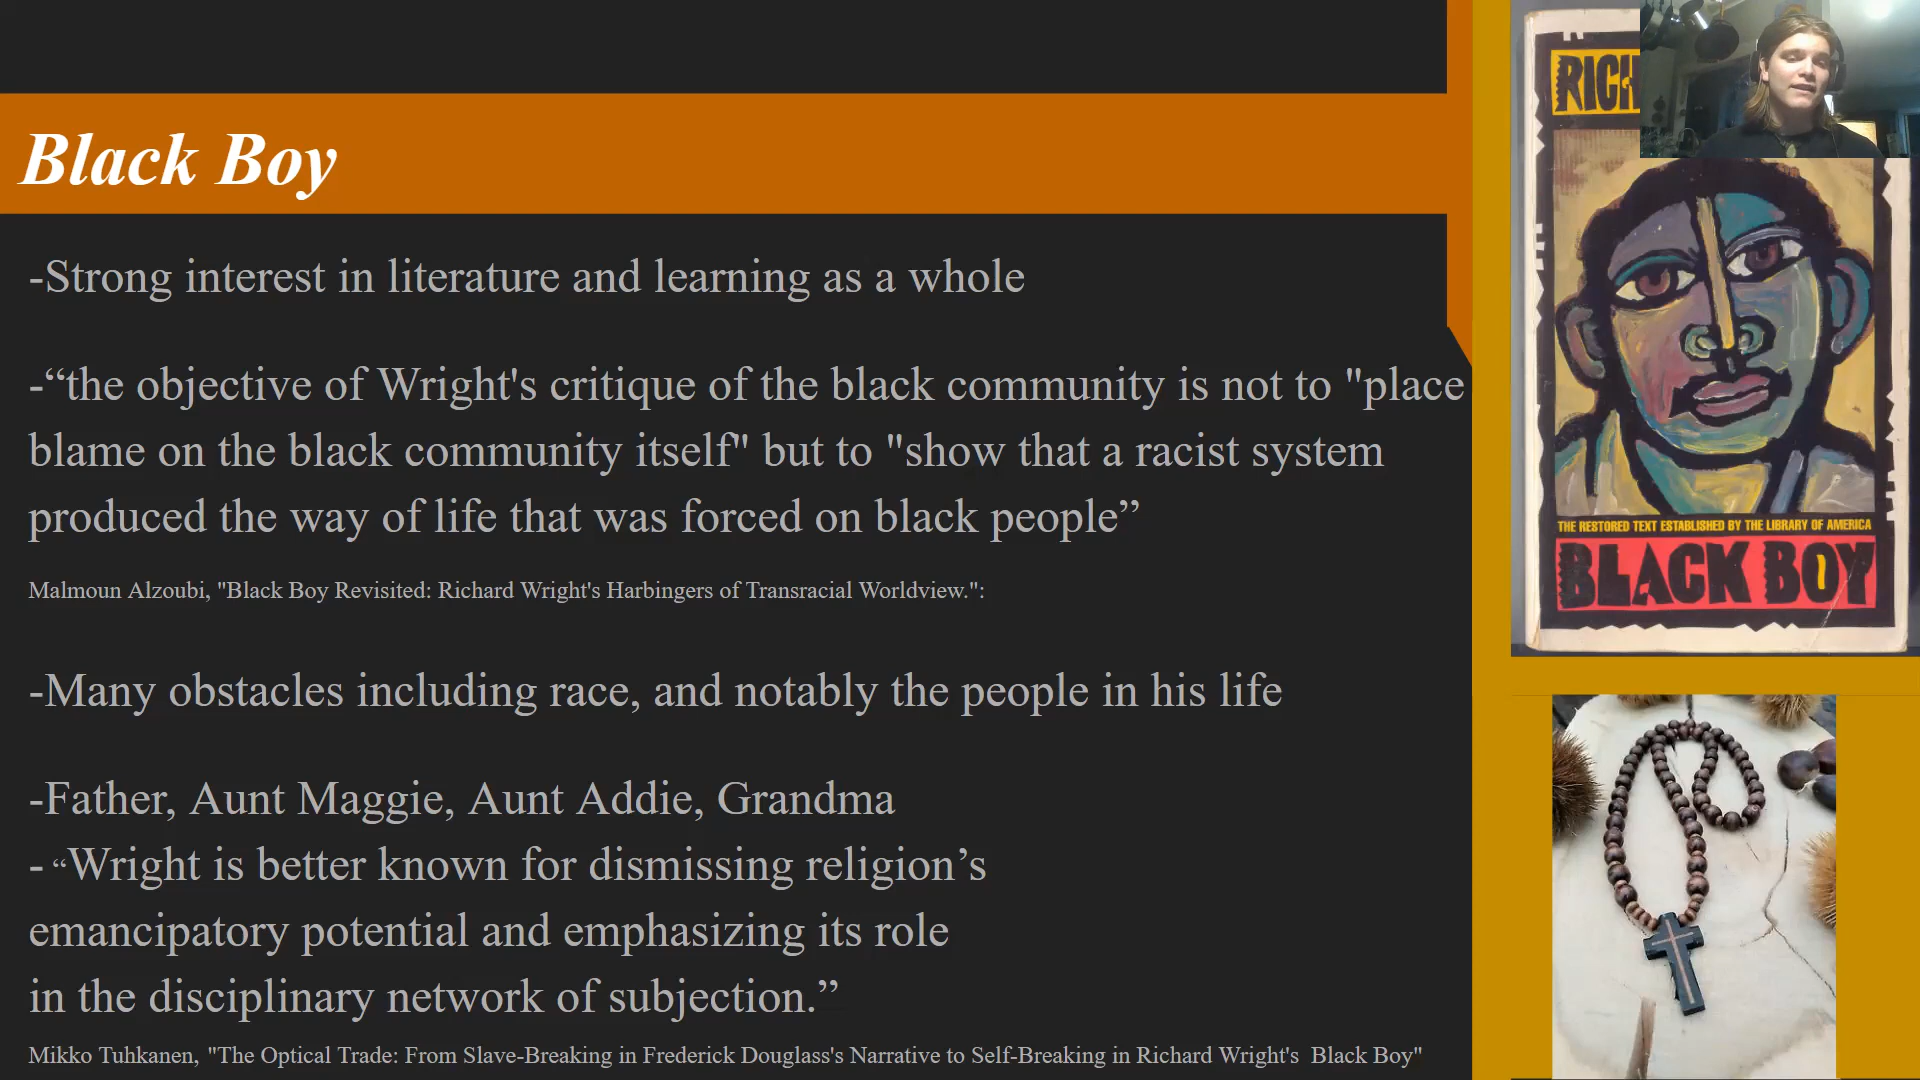 Black Boy
-Strong interest in literature and learning as a whole
-“the objective of Wright's critique of the black community is not to "place
blame on the black community itself" but to "show that a racist system
produced the way of life that was forced on black people”
Malmoun Alzoubi, "Black Boy Revisited: Richard Wright's Harbingers of Transracial Worldview.":
-Many obstacles including race, and notably the people in his life
-Father, Aunt Maggie, Aunt Addie, Grandma
- “Wright is better known for dismissing religion’s
emancipatory potential and emphasizing its role
in the disciplinary network of subjection.”
Mikko Tuhkanen, "The Optical Trade: From Slave-Breaking in Frederick Douglass's Narrative to Self-Breaking in Richard Wright's Black Boy"
RICH
THE RESTORED TEXT ESTABLISHED BY THE LIBRARY OF AMERICA
BLACK BOY